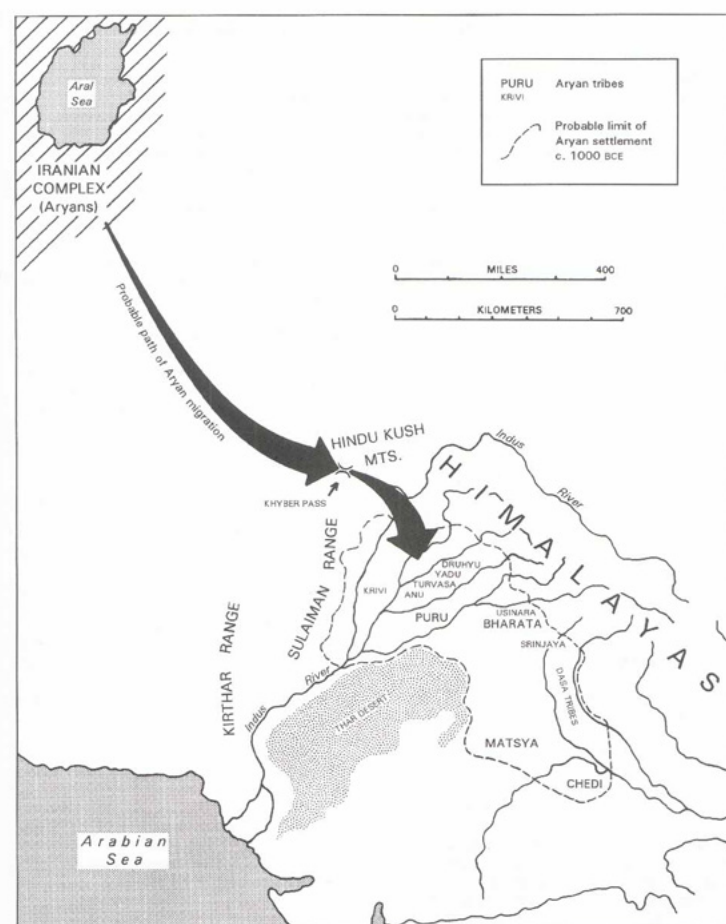 Aral
Sea
IRANIAN
COMPLEX
(Aryans)
PURU Aryan tribes
KRIVI
Probable limit of
Aryan settlement
c. 1000 BCE
0 MILES 400
0 KILOMETERS 700
Probable path of Aryan migration
HINDU KUSH
MTS.
KHYBER PASS
Indus
River
HIMALAYAS
SULAIMAN RANGE
KIRTHAR RANGE
DRUHYU
YADU
TURVASA
ANU
KRIVI
PURU
USINARA
BHARATA
SRINJAYA
DASA TRIBES
Indus River
THAR DESERT
MATSYA
CHEDI
Arabian
Sea